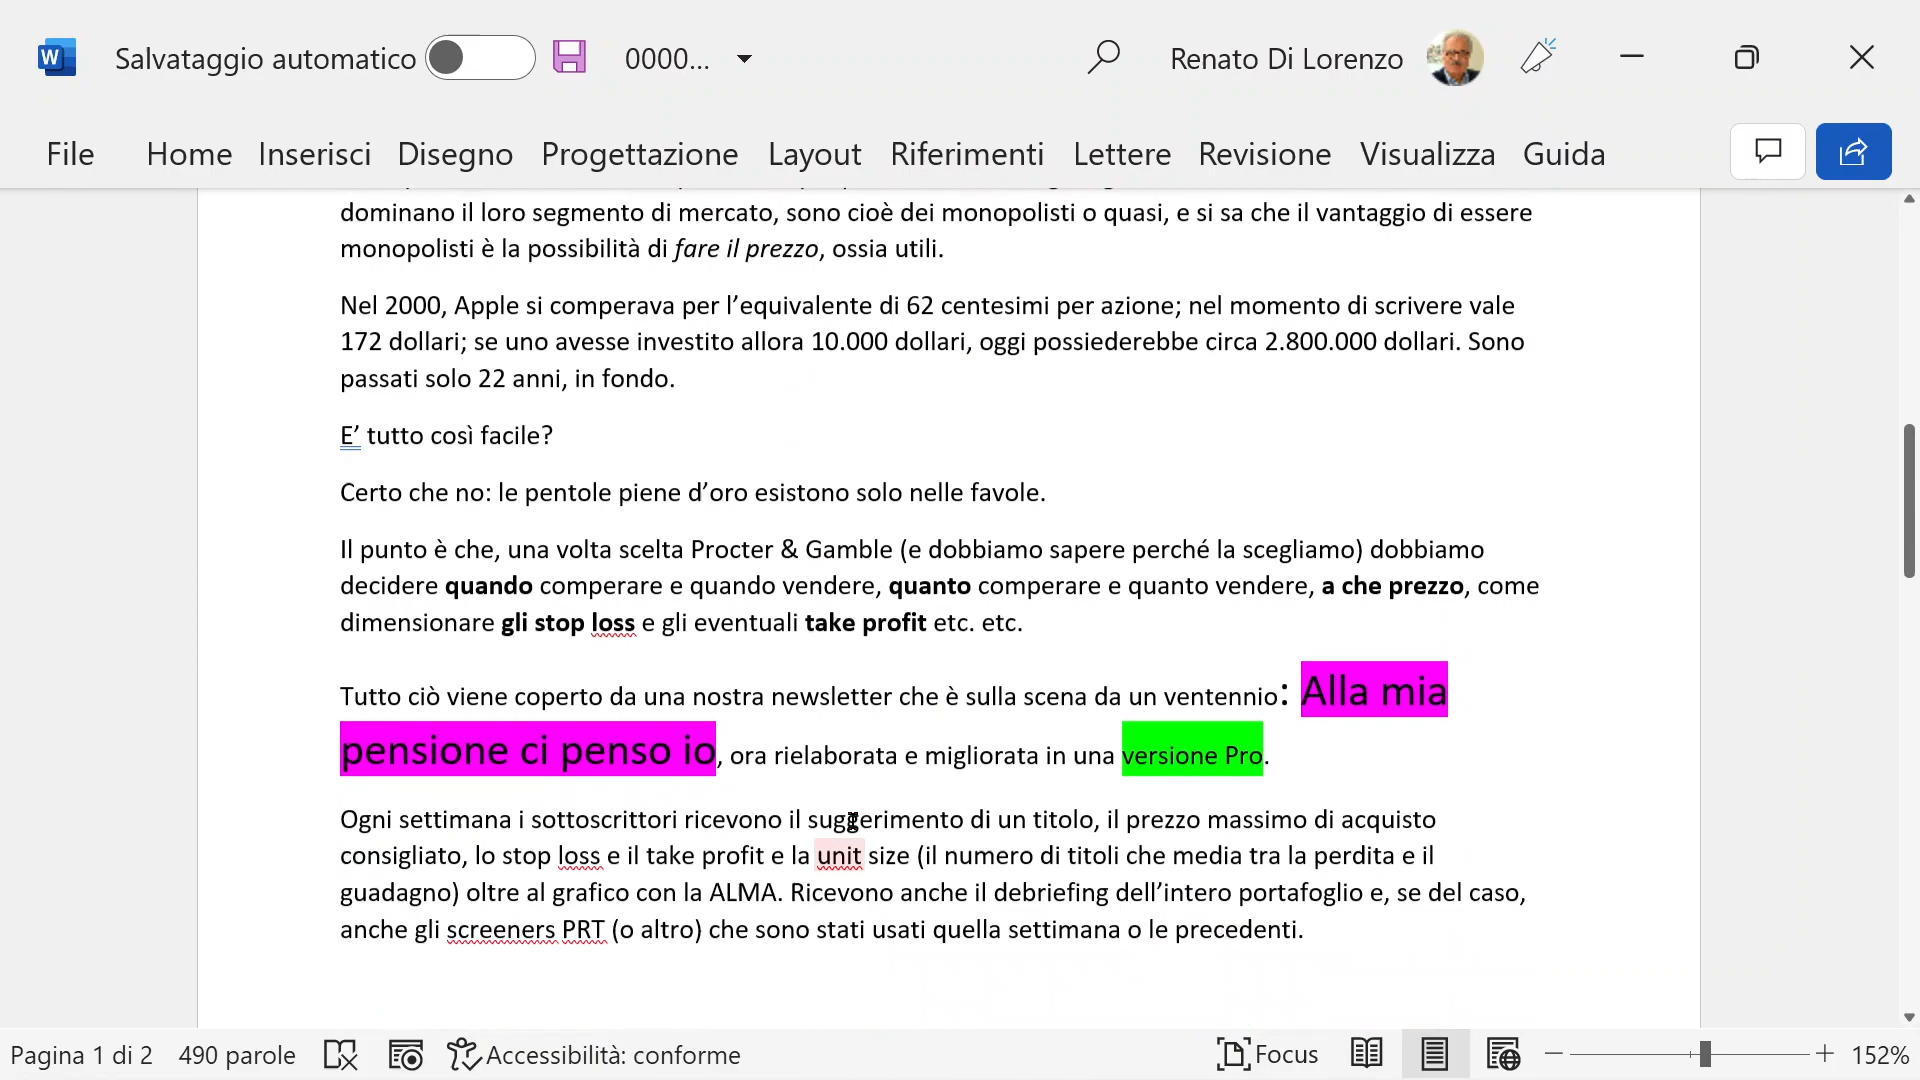 Salvataggio automatico 0000... Renato Di Lorenzo
File Home Inserisci Disegno Progettazione Layout Riferimenti Lettere Revisione Visualizza Guida
dominano il loro segmento di mercato, sono cioè dei monopolisti o quasi, e si sa che il vantaggio di essere
monopolisti è la possibilità di fare il prezzo, ossia utili.
Nel 2000, Apple si comperava per l’equivalente di 62 centesimi per azione; nel momento di scrivere vale
172 dollari; se uno avesse investito allora 10.000 dollari, oggi possiederebbe circa 2.800.000 dollari. Sono
passati solo 22 anni, in fondo.
E’ tutto così facile?
Certo che no: le pentole piene d’oro esistono solo nelle favole.
Il punto è che, una volta scelta Procter & Gamble (e dobbiamo sapere perché la scegliamo) dobbiamo
decidere quando comperare e quando vendere, quanto comperare e quanto vendere, a che prezzo, come
dimensionare gli stop loss e gli eventuali take profit etc. etc.
Tutto ciò viene coperto da una nostra newsletter che è sulla scena da un ventennio: Alla mia
pensione ci penso io, ora rielaborata e migliorata in una versione Pro.
Ogni settimana i sottoscrittori ricevono il suggerimento di un titolo, il prezzo massimo di acquisto
consigliato, lo stop loss e il take profit e la unit size (il numero di titoli che media tra la perdita e il
guadagno) oltre al grafico con la ALMA. Ricevono anche il debriefing dell’intero portafoglio e, se del caso,
anche gli screeners PRT (o altro) che sono stati usati quella settimana o le precedenti.
Pagina 1 di 2 490 parole Accessibilità: conforme Focus 152%